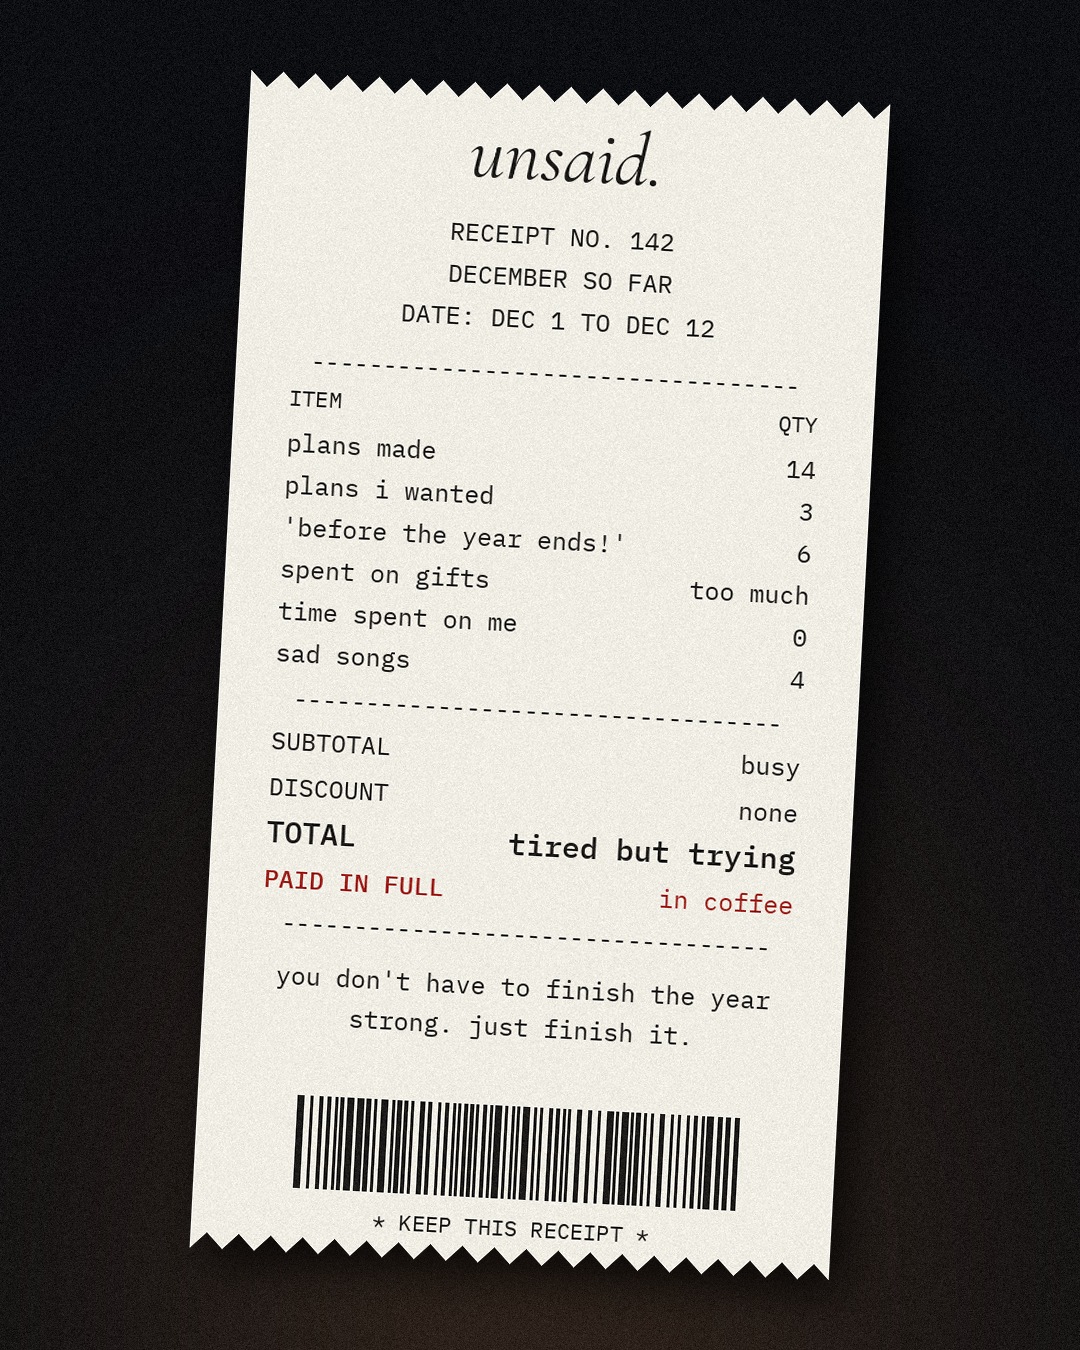 unsaid.
RECEIPT NO. 142
DECEMBER SO FAR
DATE: DEC 1 TO DEC 12
---------------------------------
ITEM QTY
plans made 14
plans i wanted 3
'before the year ends!' 6
spent on gifts too much
time spent on me 0
sad songs 4
---------------------------------
SUBTOTAL busy
DISCOUNT none
TOTAL tired but trying
PAID IN FULL in coffee
---------------------------------
you don't have to finish the year
strong. just finish it.
* KEEP THIS RECEIPT *